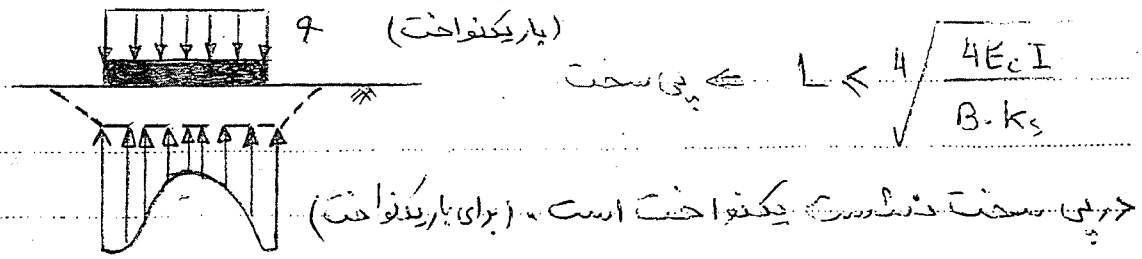 q (بار یکنواخت)
پی سخت ⇐ L < ⁴√(4E_c I / B.k_s)
در پی سخت نشست یکنواخت است. (برای بار یکنواخت)